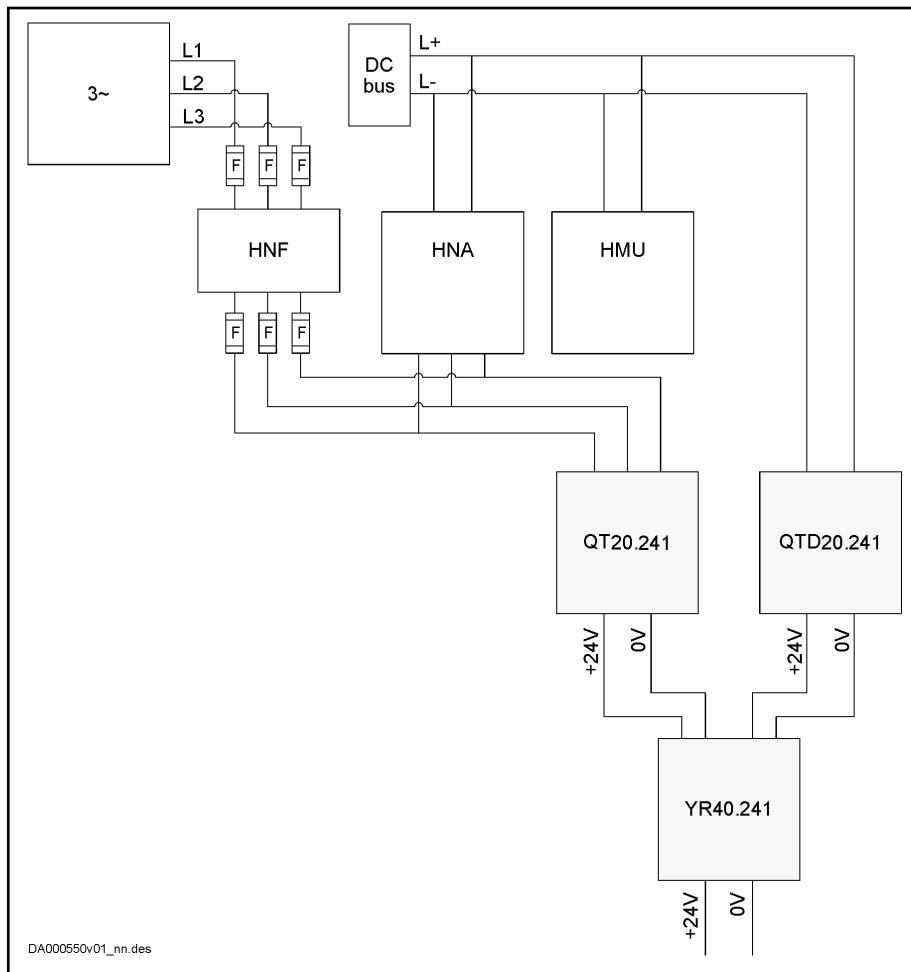 3~
L1
L2
L3
DC
bus
L+
L-
F F F
HNF
HNA
HMU
F F F
QT20.241
QTD20.241
+24V
0V
+24V
0V
YR40.241
+24V
0V
DA000550v01_nn.des